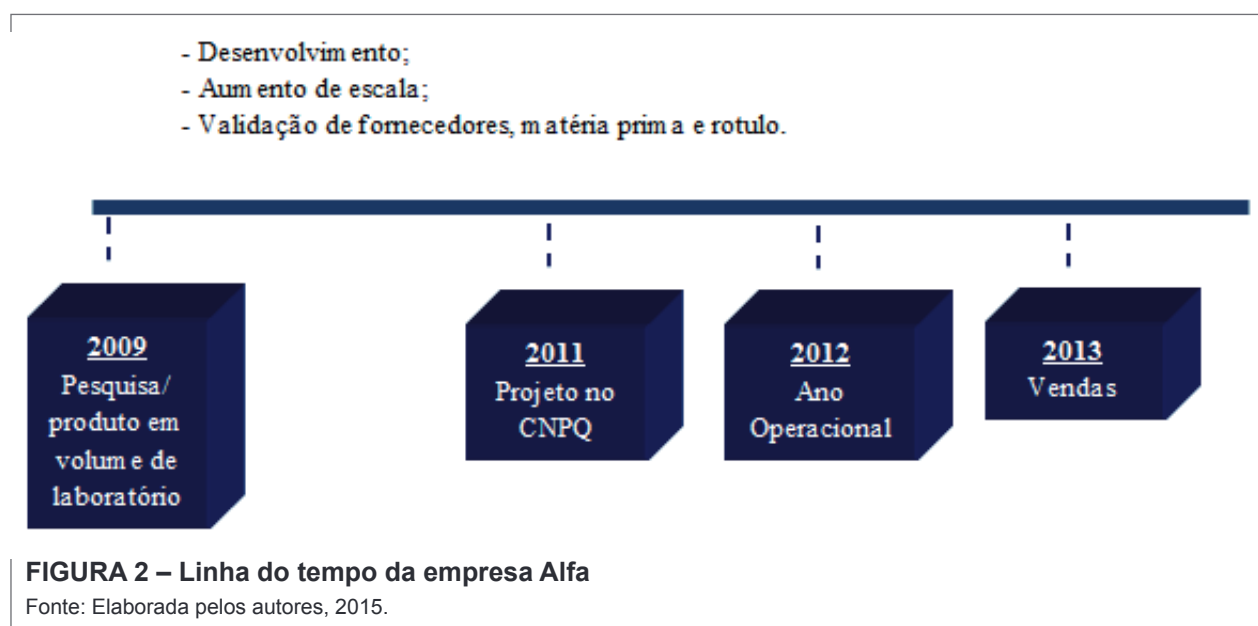 - Desenvolvimento;
- Aumento de escala;
- Validação de fornecedores, matéria prima e rotulo.
2009
Pesquisa/
produto em
volume de
laboratório
2011
Projeto no
CNPQ
2012
Ano
Operacional
2013
Vendas
FIGURA 2 – Linha do tempo da empresa Alfa
Fonte: Elaborada pelos autores, 2015.